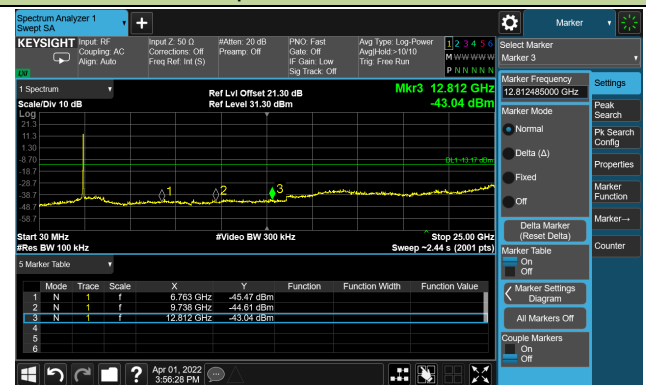 Spectrum Analyzer 1
Swept SA
Marker
KEYSIGHT
Input: RF
Coupling: AC
Align: Auto
Input Z: 50 Ω
Corrections: Off
Freq Ref: Int (S)
#Atten: 20 dB
Preamp: Off
PNO: Fast
Gate: Off
IF Gain: Low
Sig Track: Off
Avg Type: Log-Power
Avg|Hold:>10/10
Trig: Free Run
1 2 3 4 5 6
M W W W W W
P N N N N N
LXI
1 Spectrum
Scale/Div 10 dB
Ref Lvl Offset 21.30 dB
Ref Level 31.30 dBm
Mkr3 12.812 GHz
-43.04 dBm
Log
21.3
11.3
1.30
-8.70
-18.7
-28.7
-38.7
-48.7
-58.7
DL1 -13.17 dBm
1
2
3
Start 30 MHz
#Res BW 100 kHz
#Video BW 300 kHz
Stop 25.00 GHz
Sweep ~2.44 s (2001 pts)
5 Marker Table
Mode Trace Scale X Y Function Function Width Function Value
1 N 1 f 6.763 GHz -45.47 dBm
2 N 1 f 9.738 GHz -44.61 dBm
3 N 1 f 12.812 GHz -43.04 dBm
4
5
6
Select Marker
Marker 3
Marker Frequency
12.812485000 GHz
Marker Mode
Normal
Delta (Δ)
Fixed
Off
Delta Marker
(Reset Delta)
Marker Table
On
Off
Marker Settings
Diagram
All Markers Off
Couple Markers
On
Off
Settings
Peak
Search
Pk Search
Config
Properties
Marker
Function
Marker→
Counter
?
Apr 01, 2022
3:56:28 PM